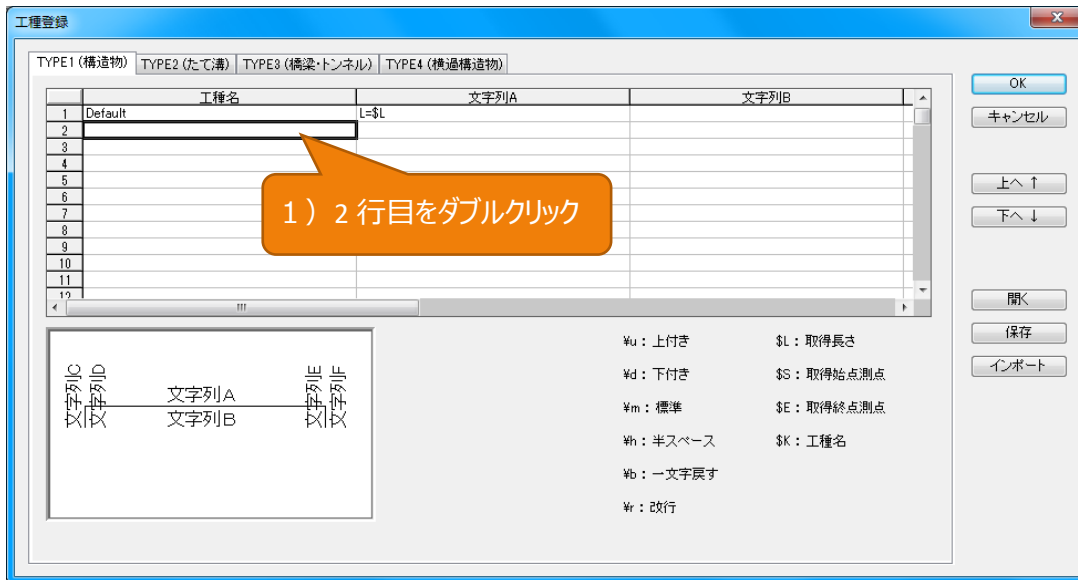 工種登録
TYPE1(構造物) TYPE2(たて溝) TYPE3(橋梁・トンネル) TYPE4(横過構造物)
工種名 文字列A 文字列B
1 Default L=$L
2
3
4
5
6
7
8
9
10
11
12
1）2 行目をダブルクリック
OK
キャンセル
上へ ↑
下へ ↓
開く
保存
インポート
文字列C
文字列D
文字列A
文字列B
文字列E
文字列F
¥u：上付き $L：取得長さ
¥d：下付き $S：取得始点測点
¥m：標準 $E：取得終点測点
¥h：半スペース $K：工種名
¥b：一文字戻す
¥r：改行